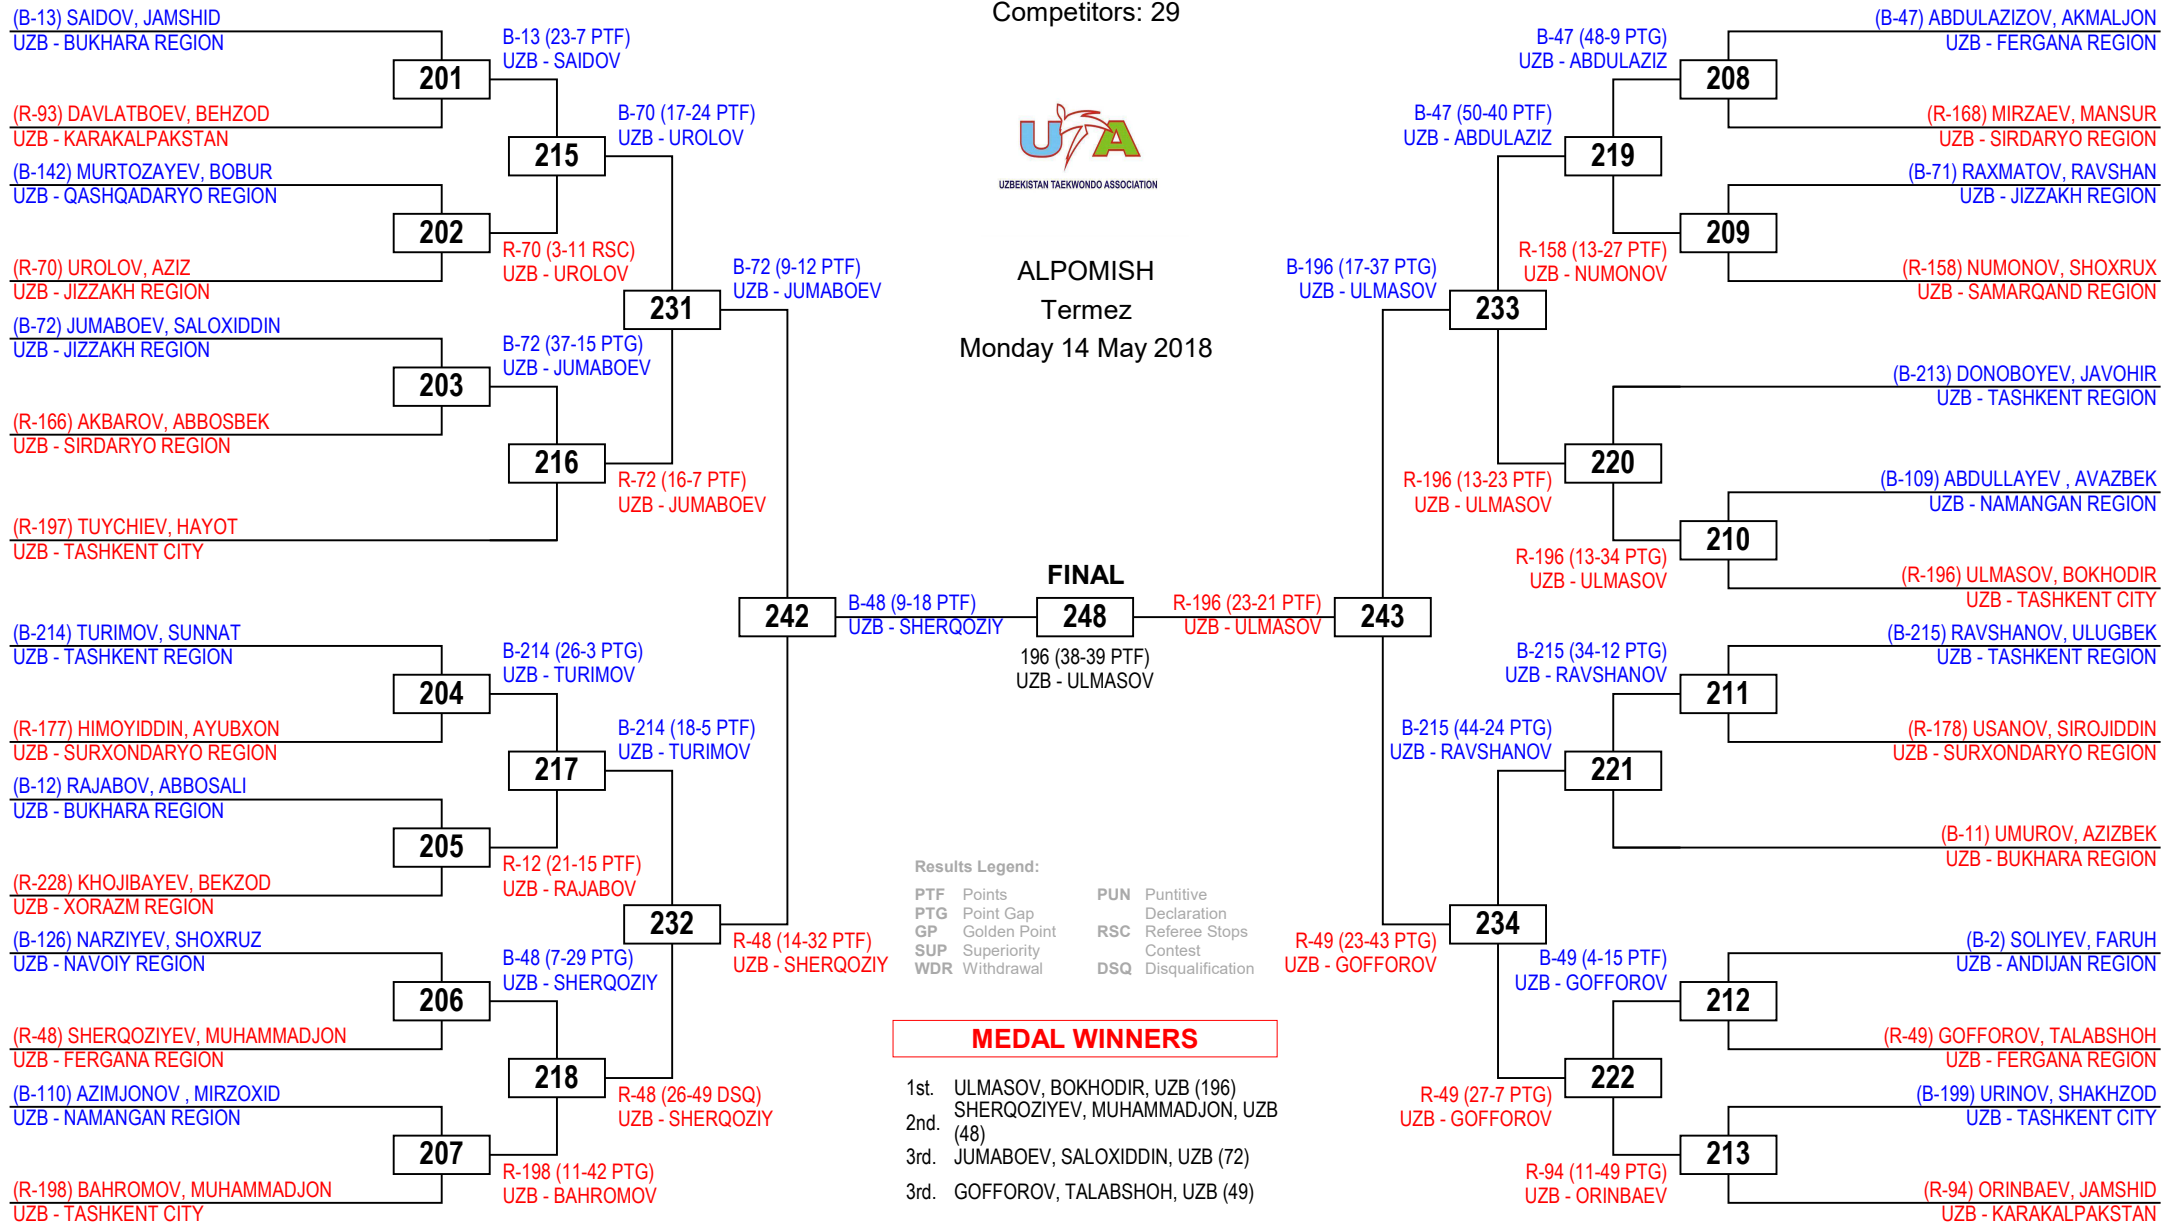 Competitors: 29
UZA
UZBEKISTAN TAEKWONDO ASSOCIATION
ALPOMISH
Termez
Monday 14 May 2018
(B-13) SAIDOV, JAMSHID
UZB - BUKHARA REGION
201
(R-93) DAVLATBOEV, BEHZOD
UZB - KARAKALPAKSTAN
(B-142) MURTOZAYEV, BOBUR
UZB - QASHQADARYO REGION
202
(R-70) UROLOV, AZIZ
UZB - JIZZAKH REGION
(B-72) JUMABOEV, SALOXIDDIN
UZB - JIZZAKH REGION
203
(R-166) AKBAROV, ABBOSBEK
UZB - SIRDARYO REGION
(R-197) TUYCHIEV, HAYOT
UZB - TASHKENT CITY
(B-214) TURIMOV, SUNNAT
UZB - TASHKENT REGION
204
(R-177) HIMOYIDDIN, AYUBXON
UZB - SURXONDARYO REGION
(B-12) RAJABOV, ABBOSALI
UZB - BUKHARA REGION
205
(R-228) KHOJIBAYEV, BEKZOD
UZB - XORAZM REGION
(B-126) NARZIYEV, SHOXRUZ
UZB - NAVOIY REGION
206
(R-48) SHERQOZIYEV, MUHAMMADJON
UZB - FERGANA REGION
(B-110) AZIMJONOV , MIRZOXID
UZB - NAMANGAN REGION
207
(R-198) BAHROMOV, MUHAMMADJON
UZB - TASHKENT CITY
B-13 (23-7 PTF)
UZB - SAIDOV
215
R-70 (3-11 RSC)
UZB - UROLOV
B-72 (37-15 PTG)
UZB - JUMABOEV
216
B-214 (26-3 PTG)
UZB - TURIMOV
217
R-12 (21-15 PTF)
UZB - RAJABOV
B-48 (7-29 PTG)
UZB - SHERQOZIY
218
R-198 (11-42 PTG)
UZB - BAHROMOV
B-70 (17-24 PTF)
UZB - UROLOV
231
R-72 (16-7 PTF)
UZB - JUMABOEV
B-214 (18-5 PTF)
UZB - TURIMOV
232
R-48 (26-49 DSQ)
UZB - SHERQOZIY
B-72 (9-12 PTF)
UZB - JUMABOEV
242
R-48 (14-32 PTF)
UZB - SHERQOZIY
B-48 (9-18 PTF)
UZB - SHERQOZIY
FINAL
248
196 (38-39 PTF)
UZB - ULMASOV
R-196 (23-21 PTF)
UZB - ULMASOV
B-196 (17-37 PTG)
UZB - ULMASOV
243
R-49 (23-43 PTG)
UZB - GOFFOROV
B-47 (50-40 PTF)
UZB - ABDULAZIZ
233
R-196 (13-23 PTF)
UZB - ULMASOV
B-215 (44-24 PTG)
UZB - RAVSHANOV
234
R-49 (27-7 PTG)
UZB - GOFFOROV
B-47 (48-9 PTG)
UZB - ABDULAZIZ
219
R-158 (13-27 PTF)
UZB - NUMONOV
220
R-196 (13-34 PTG)
UZB - ULMASOV
B-215 (34-12 PTG)
UZB - RAVSHANOV
221
B-49 (4-15 PTF)
UZB - GOFFOROV
222
R-94 (11-49 PTG)
UZB - ORINBAEV
(B-47) ABDULAZIZOV, AKMALJON
UZB - FERGANA REGION
208
(R-168) MIRZAEV, MANSUR
UZB - SIRDARYO REGION
(B-71) RAXMATOV, RAVSHAN
UZB - JIZZAKH REGION
209
(R-158) NUMONOV, SHOXRUX
UZB - SAMARQAND REGION
(B-213) DONOBOYEV, JAVOHIR
UZB - TASHKENT REGION
(B-109) ABDULLAYEV , AVAZBEK
UZB - NAMANGAN REGION
210
(R-196) ULMASOV, BOKHODIR
UZB - TASHKENT CITY
(B-215) RAVSHANOV, ULUGBEK
UZB - TASHKENT REGION
211
(R-178) USANOV, SIROJIDDIN
UZB - SURXONDARYO REGION
(B-11) UMUROV, AZIZBEK
UZB - BUKHARA REGION
(B-2) SOLIYEV, FARUH
UZB - ANDIJAN REGION
212
(R-49) GOFFOROV, TALABSHOH
UZB - FERGANA REGION
(B-199) URINOV, SHAKHZOD
UZB - TASHKENT CITY
213
(R-94) ORINBAEV, JAMSHID
UZB - KARAKALPAKSTAN
Results Legend:
PTF Points PUN Puntitive
PTG Point Gap Declaration
GP Golden Point RSC Referee Stops
SUP Superiority Contest
WDR Withdrawal DSQ Disqualification
MEDAL WINNERS
1st. ULMASOV, BOKHODIR, UZB (196)
2nd. SHERQOZIYEV, MUHAMMADJON, UZB
(48)
3rd. JUMABOEV, SALOXIDDIN, UZB (72)
3rd. GOFFOROV, TALABSHOH, UZB (49)